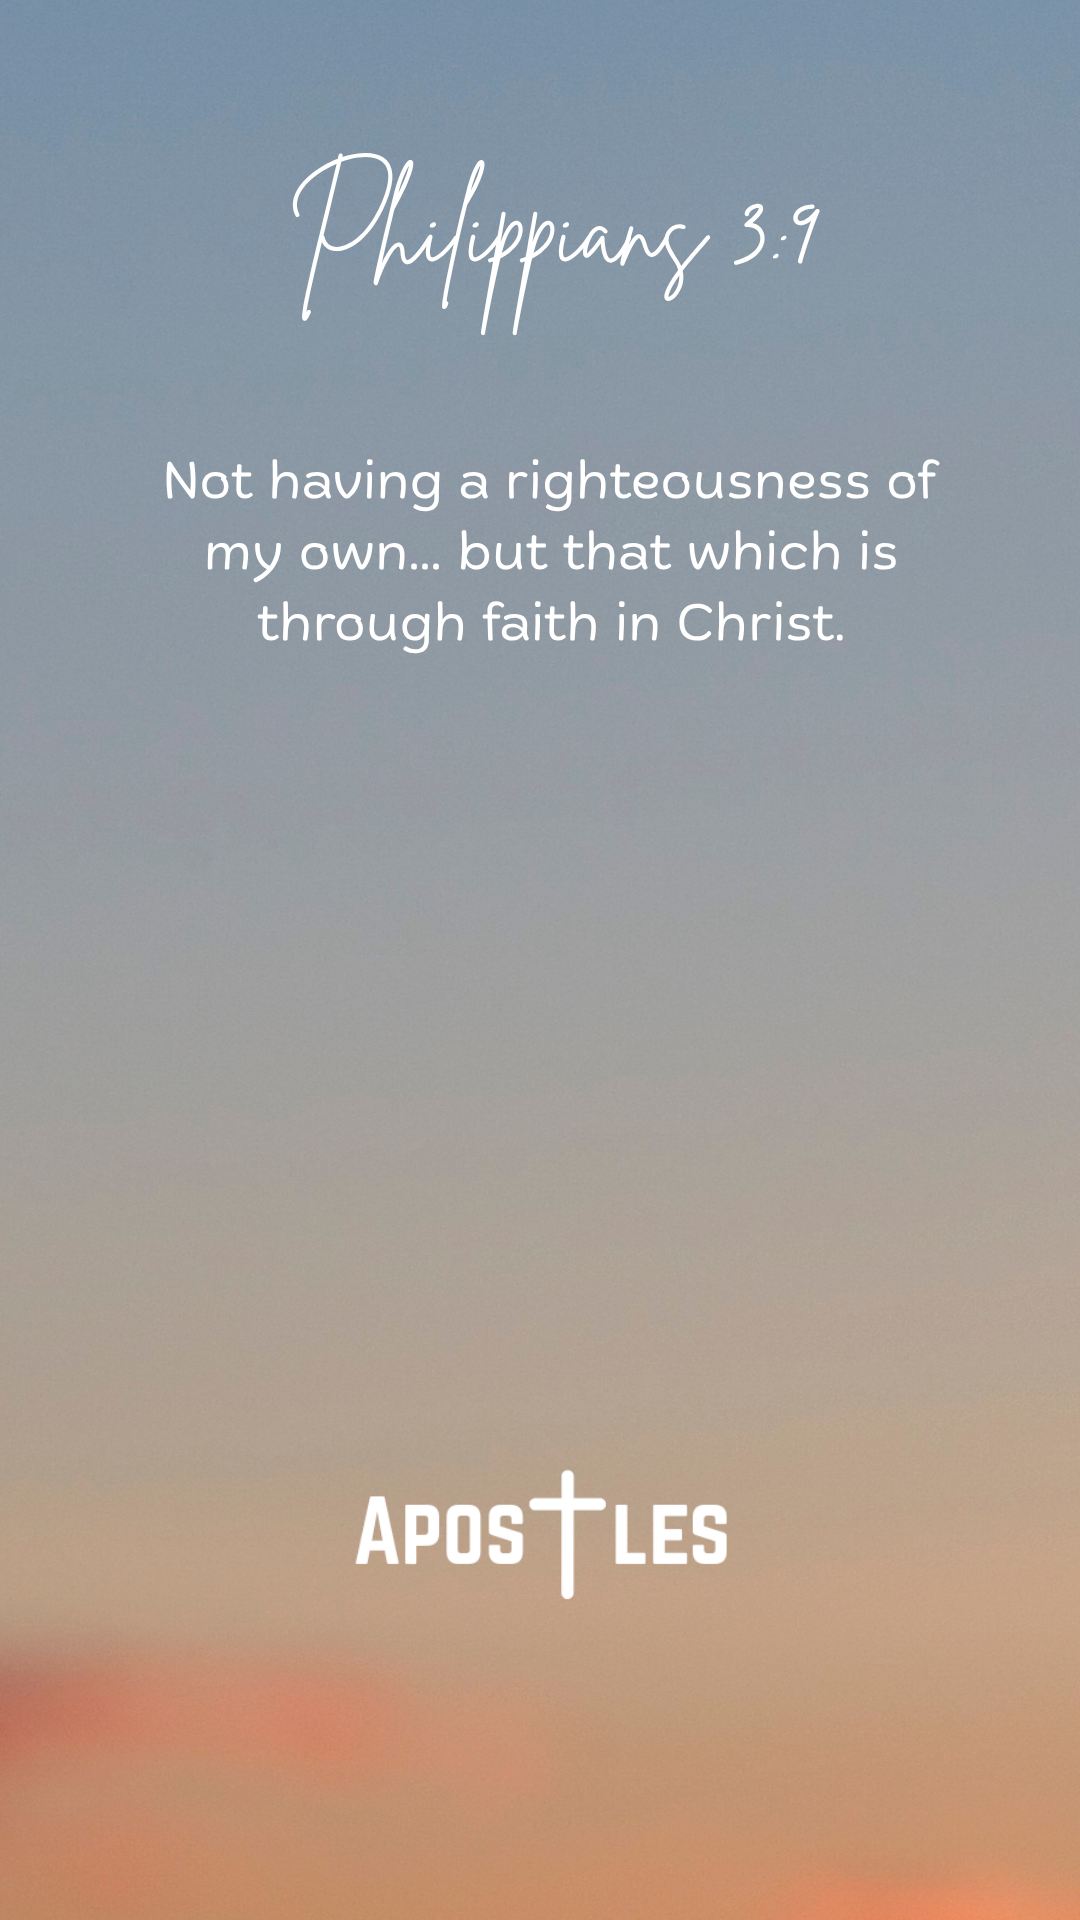 Philippians 3:9
Not having a righteousness of
my own... but that which is
through faith in Christ.
APOSTLES